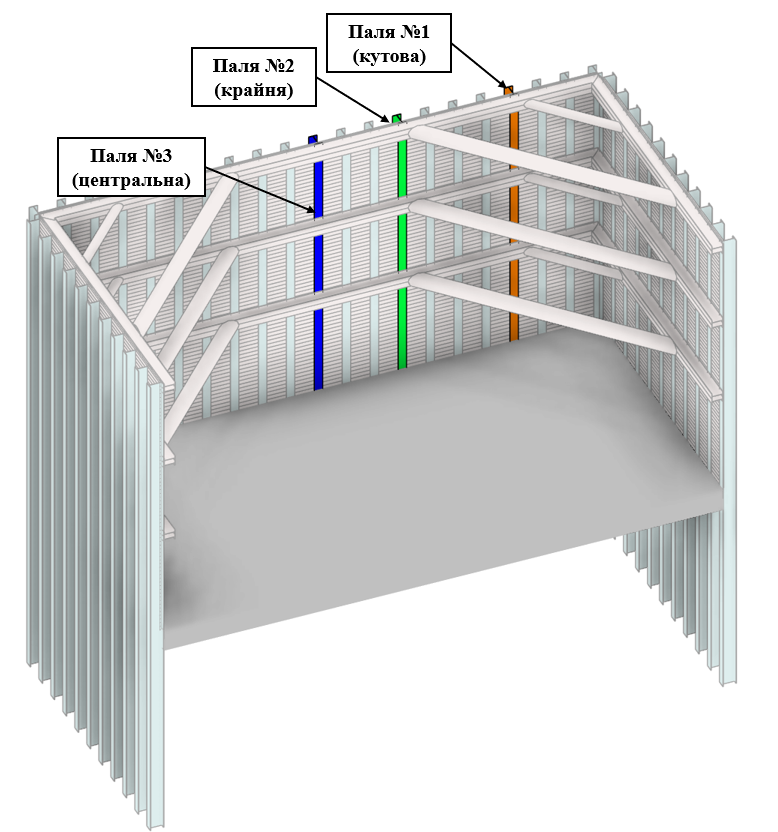 Паля №1
(кутова)
Паля №2
(крайня)
Паля №3
(центральна)